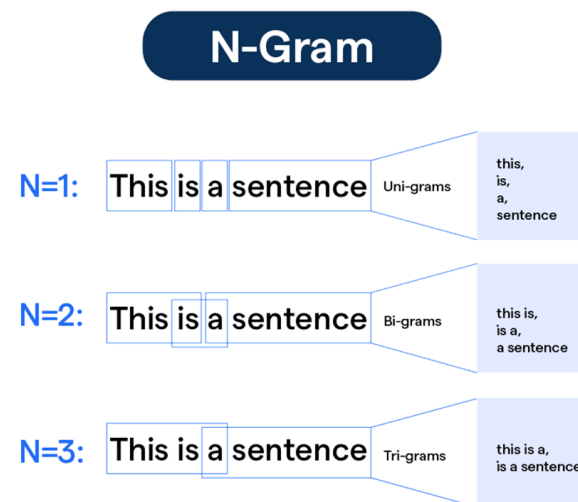 N-Gram
N=1:
This is a sentence
Uni-grams
this,
is,
a,
sentence
N=2:
This is a sentence
Bi-grams
this is,
is a,
a sentence
N=3:
This is a sentence
Tri-grams
this is a,
is a sentence